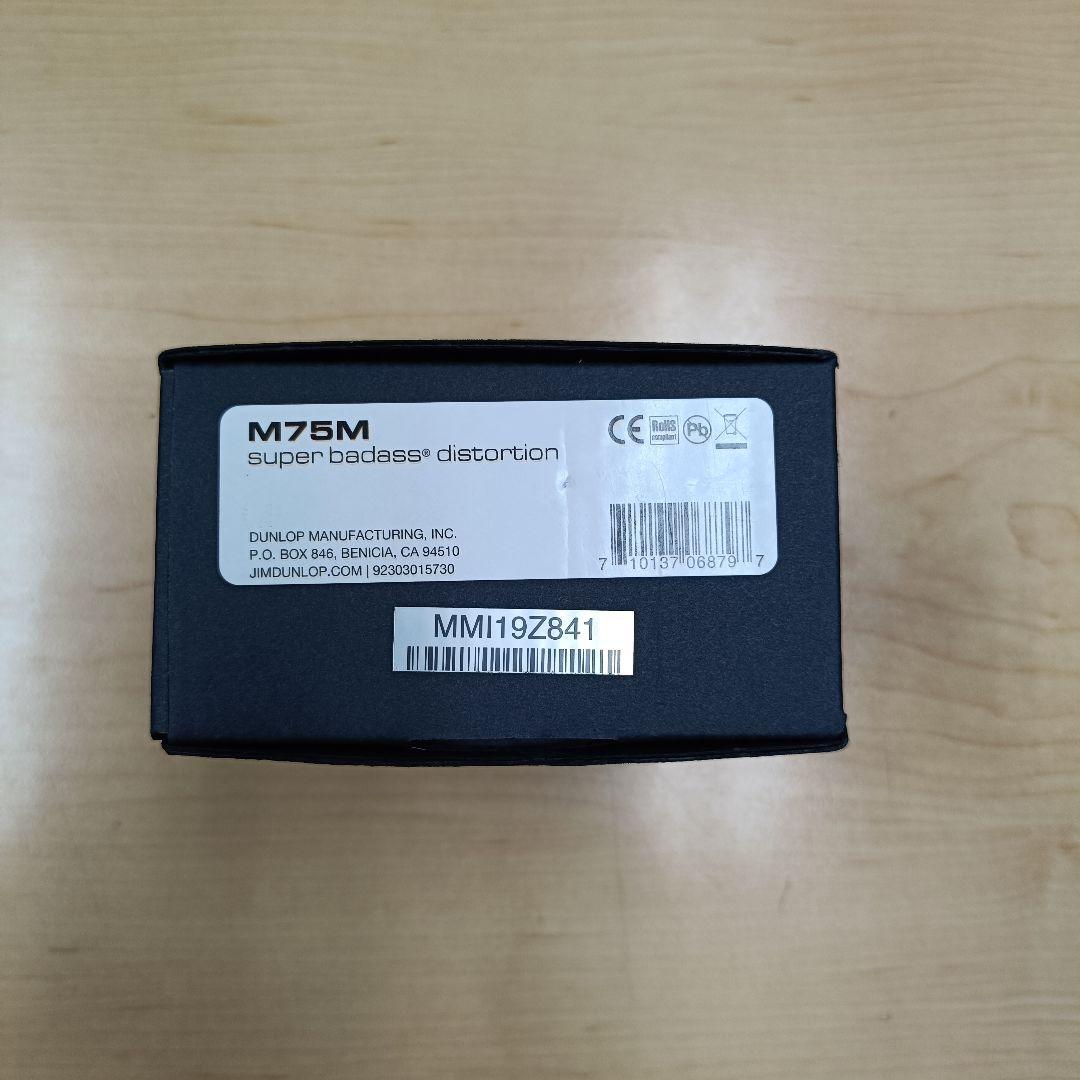 M75M
super badass® distortion
CE RoHS compliant Pb
DUNLOP MANUFACTURING, INC.
P.O. BOX 846, BENICIA, CA 94510
JIMDUNLOP.COM | 92303015730
7 10137 06879 7
MMI19Z841